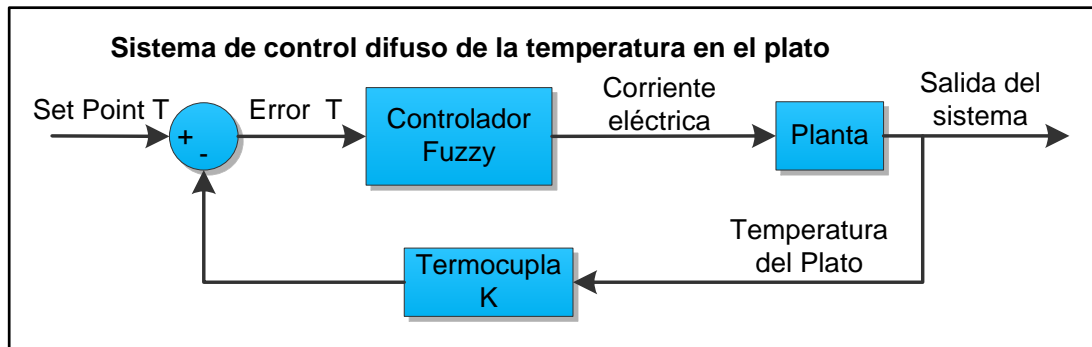 Sistema de control difuso de la temperatura en el plato
Set Point T
+
-
Error T
Controlador
Fuzzy
Corriente
eléctrica
Planta
Salida del
sistema
Temperatura
del Plato
Termocupla
K